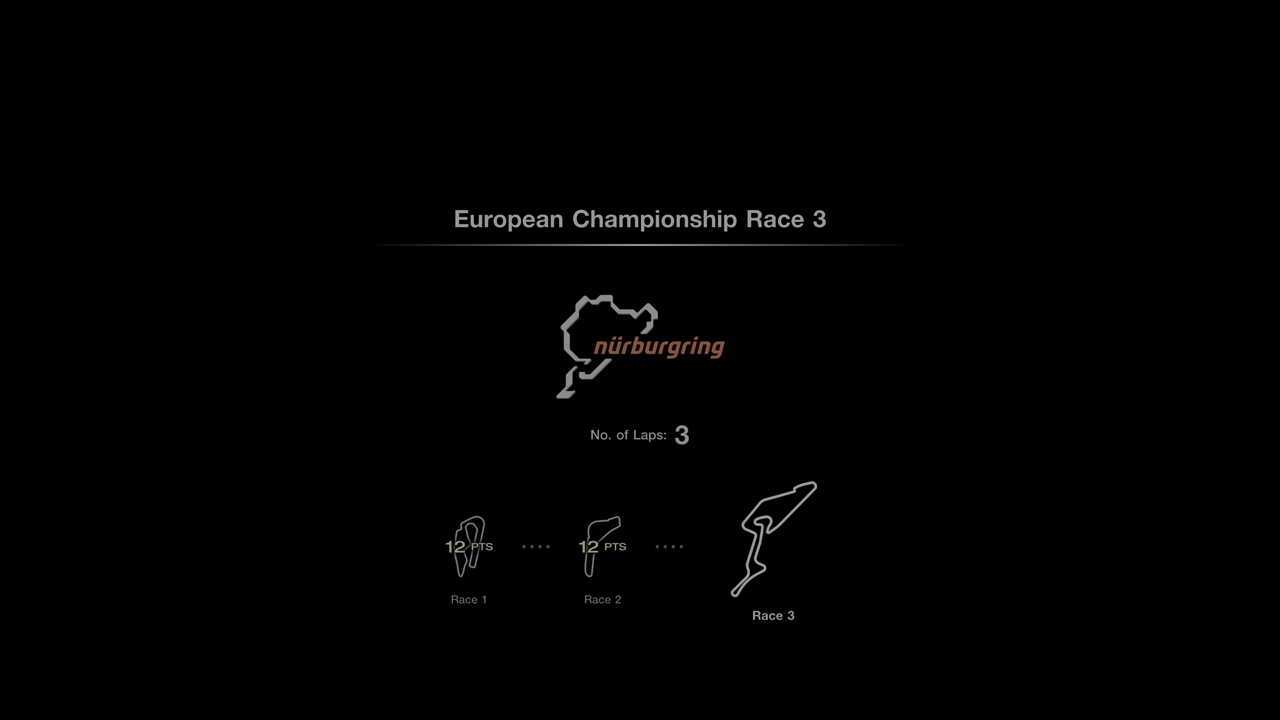 European Championship Race 3
nürburgring
No. of Laps: 3
12 PTS
12 PTS
Race 1
Race 2
Race 3